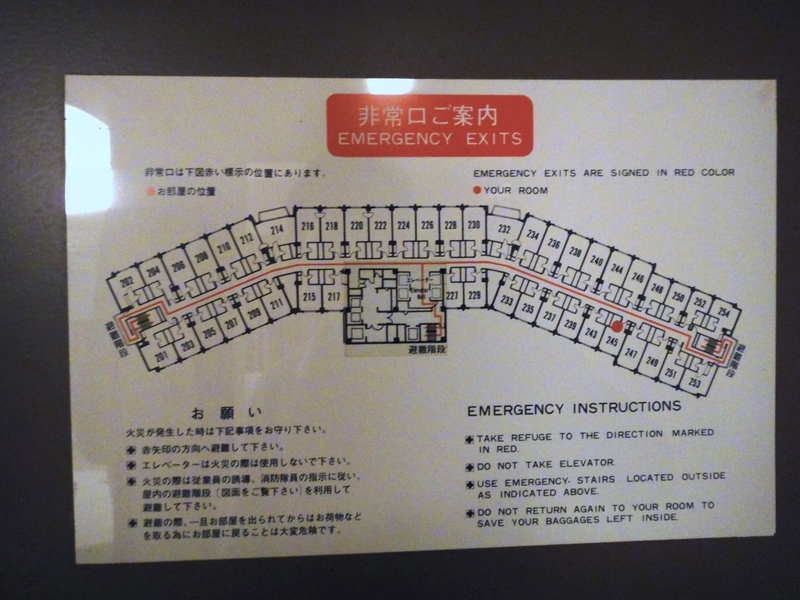 非常口ご案内
EMERGENCY EXITS
非常口は下図赤い標示の位置にあります。
お部屋の位置
EMERGENCY EXITS ARE SIGNED IN RED COLOR
YOUR ROOM
202 204 206 208 210 212 214 216 218 220 222 224 226 228 230 232 234 236 238 240 244 246 248 250 252 254
201 203 205 207 209 211 215 217 227 229 233 235 237 239 243 245 247 249 251 253
避難階段
避難階段
避難階段
お願い
火災が発生した時は下記事項をお守り下さい。
赤矢印の方向へ避難して下さい。
エレベーターは火災の際は使用しないで下さい。
火災の際は従業員の誘導、消防隊員の指示に従い、
屋内の避難階段〔図面をご覧下さい〕を利用して
避難して下さい。
避難の際、一旦お部屋を出られてからはお荷物など
を取る為にお部屋に戻ることは大変危険です。
EMERGENCY INSTRUCTIONS
TAKE REFUGE TO THE DIRECTION MARKED
IN RED.
DO NOT TAKE ELEVATOR.
USE EMERGENCY- STAIRS LOCATED OUTSIDE
AS INDICATED ABOVE.
DO NOT RETURN AGAIN TO YOUR ROOM TO
SAVE YOUR BAGGAGES LEFT INSIDE.